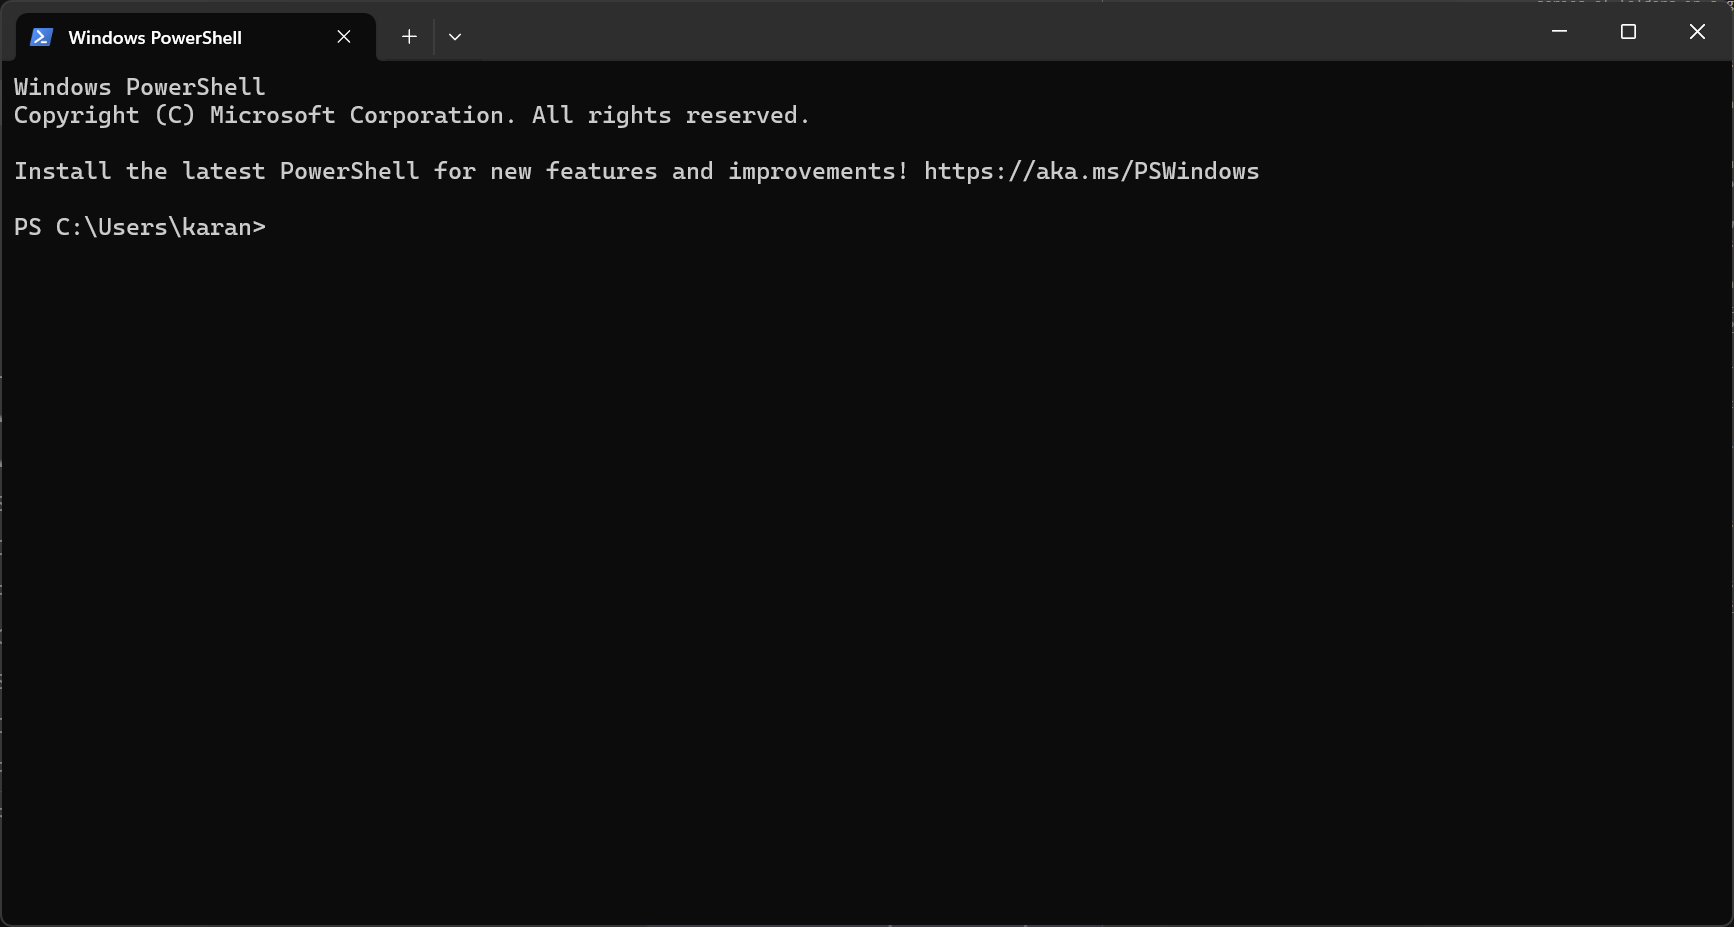 Windows PowerShell
Windows PowerShell
Copyright (C) Microsoft Corporation. All rights reserved.
Install the latest PowerShell for new features and improvements! https://aka.ms/PSWindows
PS C:\Users\karan>